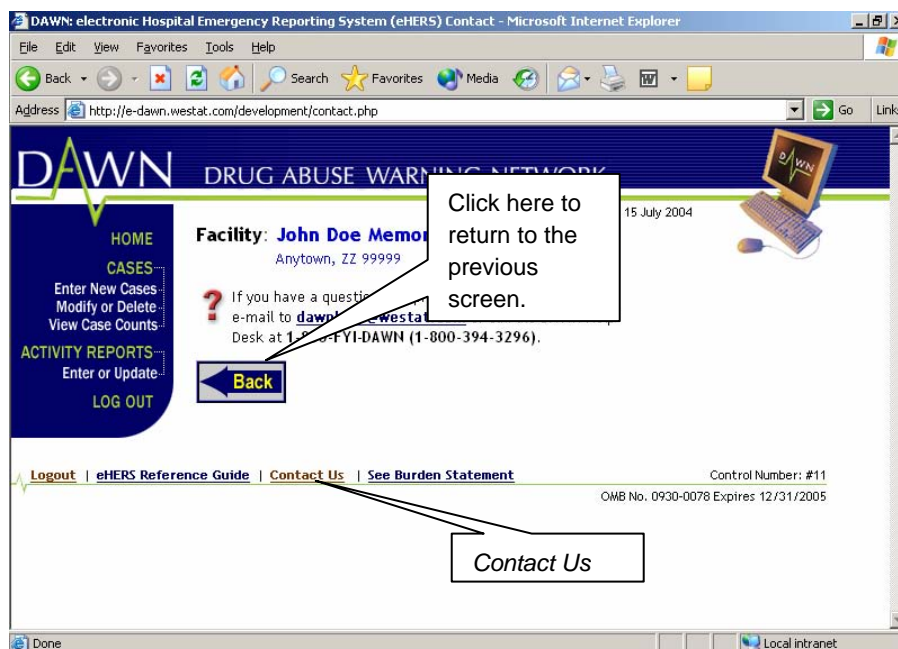 DAWN: electronic Hospital Emergency Reporting System (eHERS) Contact - Microsoft Internet Explorer
File Edit View Favorites Tools Help
Back Search Favorites Media
Address http://e-dawn.westat.com/development/contact.php Go Links
DAWN DRUG ABUSE WARNING NETWORK
DAWN
15 July 2004
HOME
CASES
Enter New Cases
Modify or Delete
View Case Counts
ACTIVITY REPORTS
Enter or Update
LOG OUT
Facility: John Doe Memor
Anytown, ZZ 99999
If you have a questio
e-mail to
Desk at FYI-DAWN (1-800-394-3296).
Back
Click here to
return to the
previous
screen.
Logout | eHERS Reference Guide | Contact Us | See Burden Statement
Control Number: #11
OMB No. 0930-0078 Expires 12/31/2005
Contact Us
Done Local intranet